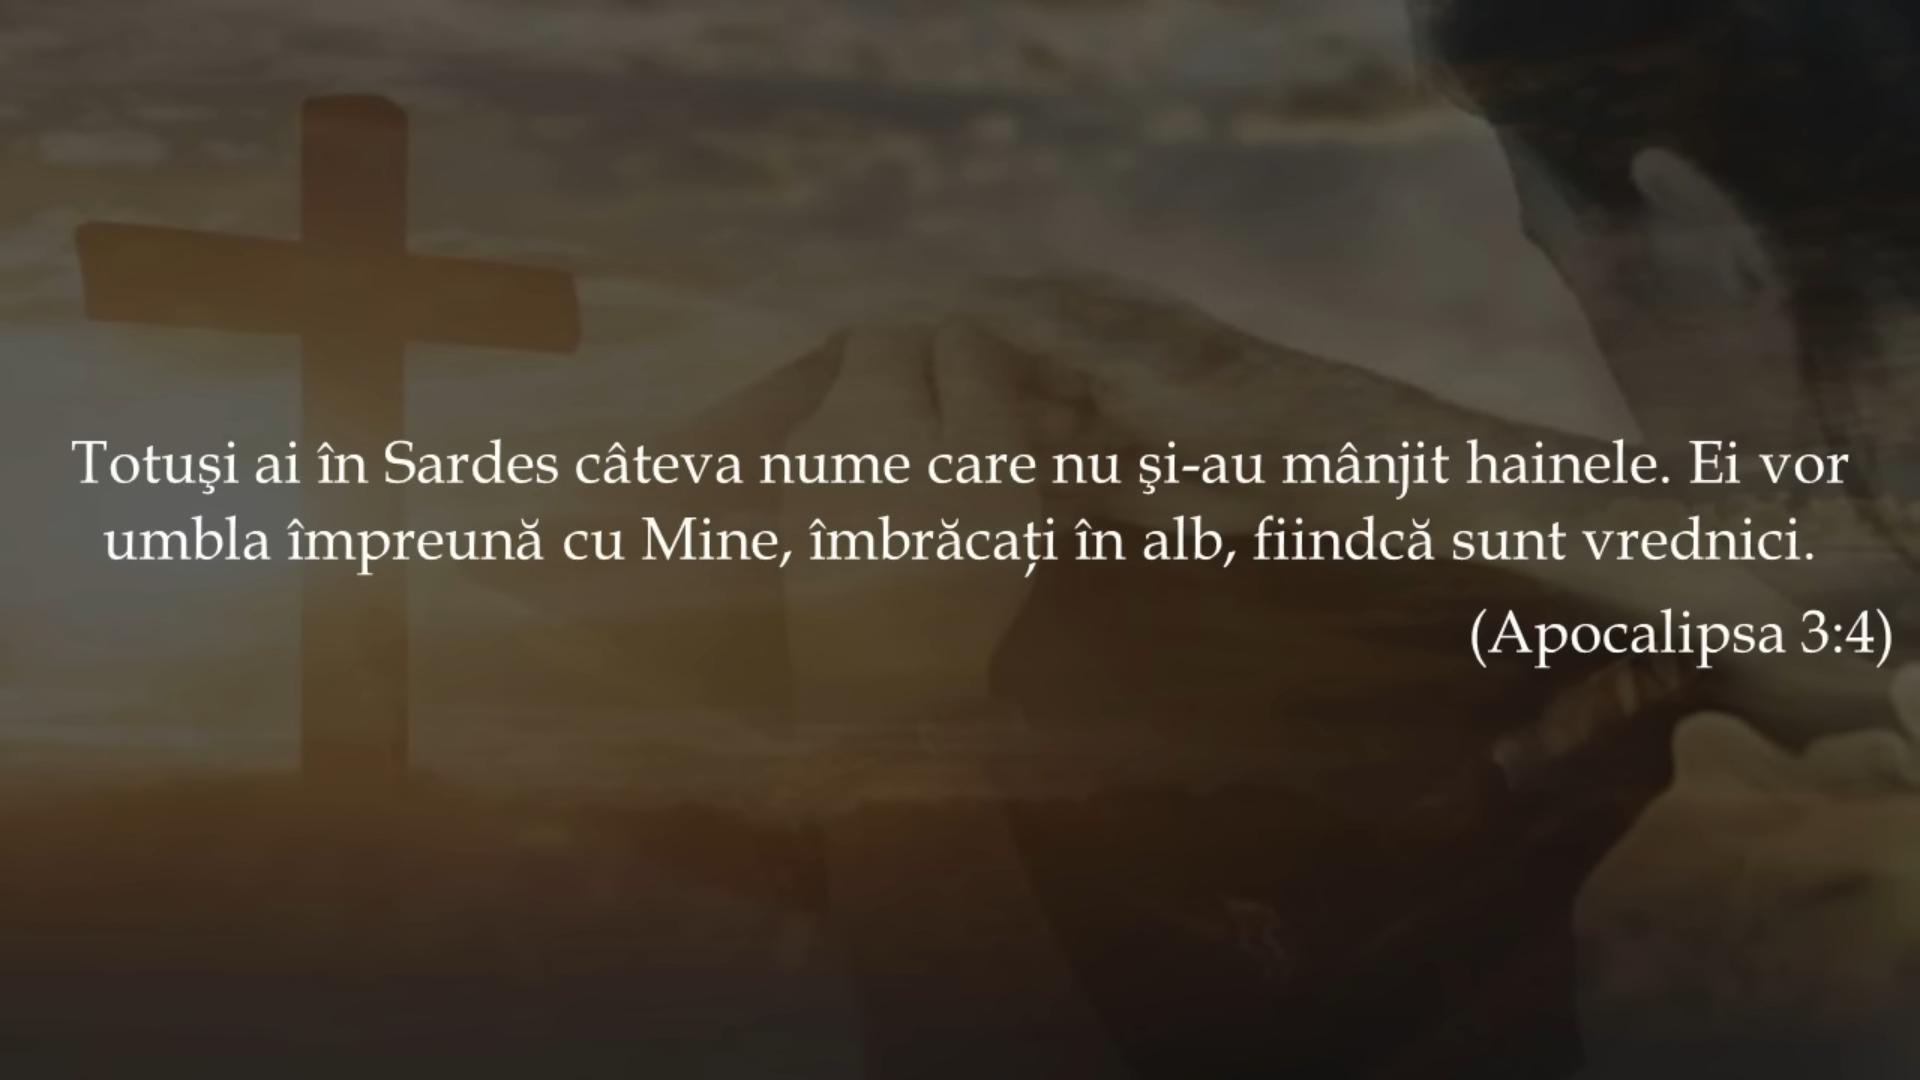 Totuşi ai în Sardes câteva nume care nu şi-au mânjit hainele. Ei vor
umbla împreună cu Mine, îmbrăcaţi în alb, fiindcă sunt vrednici.
(Apocalipsa 3:4)